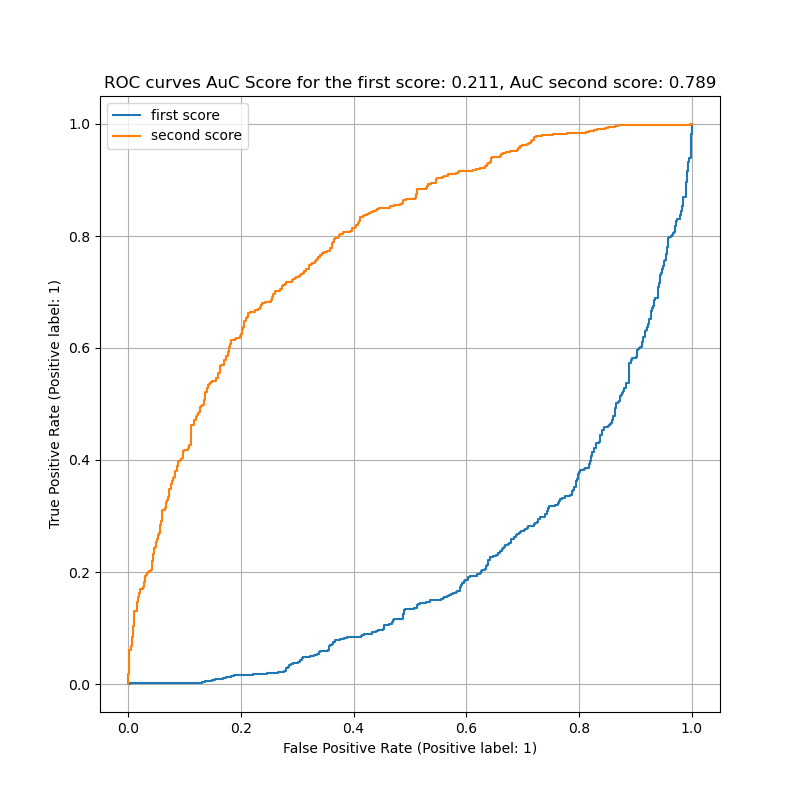 ROC curves AuC Score for the first score: 0.211, AuC second score: 0.789
first score
second score
1.0
0.8
0.6
0.4
0.2
0.0
True Positive Rate (Positive label: 1)
0.0 0.2 0.4 0.6 0.8 1.0
False Positive Rate (Positive label: 1)